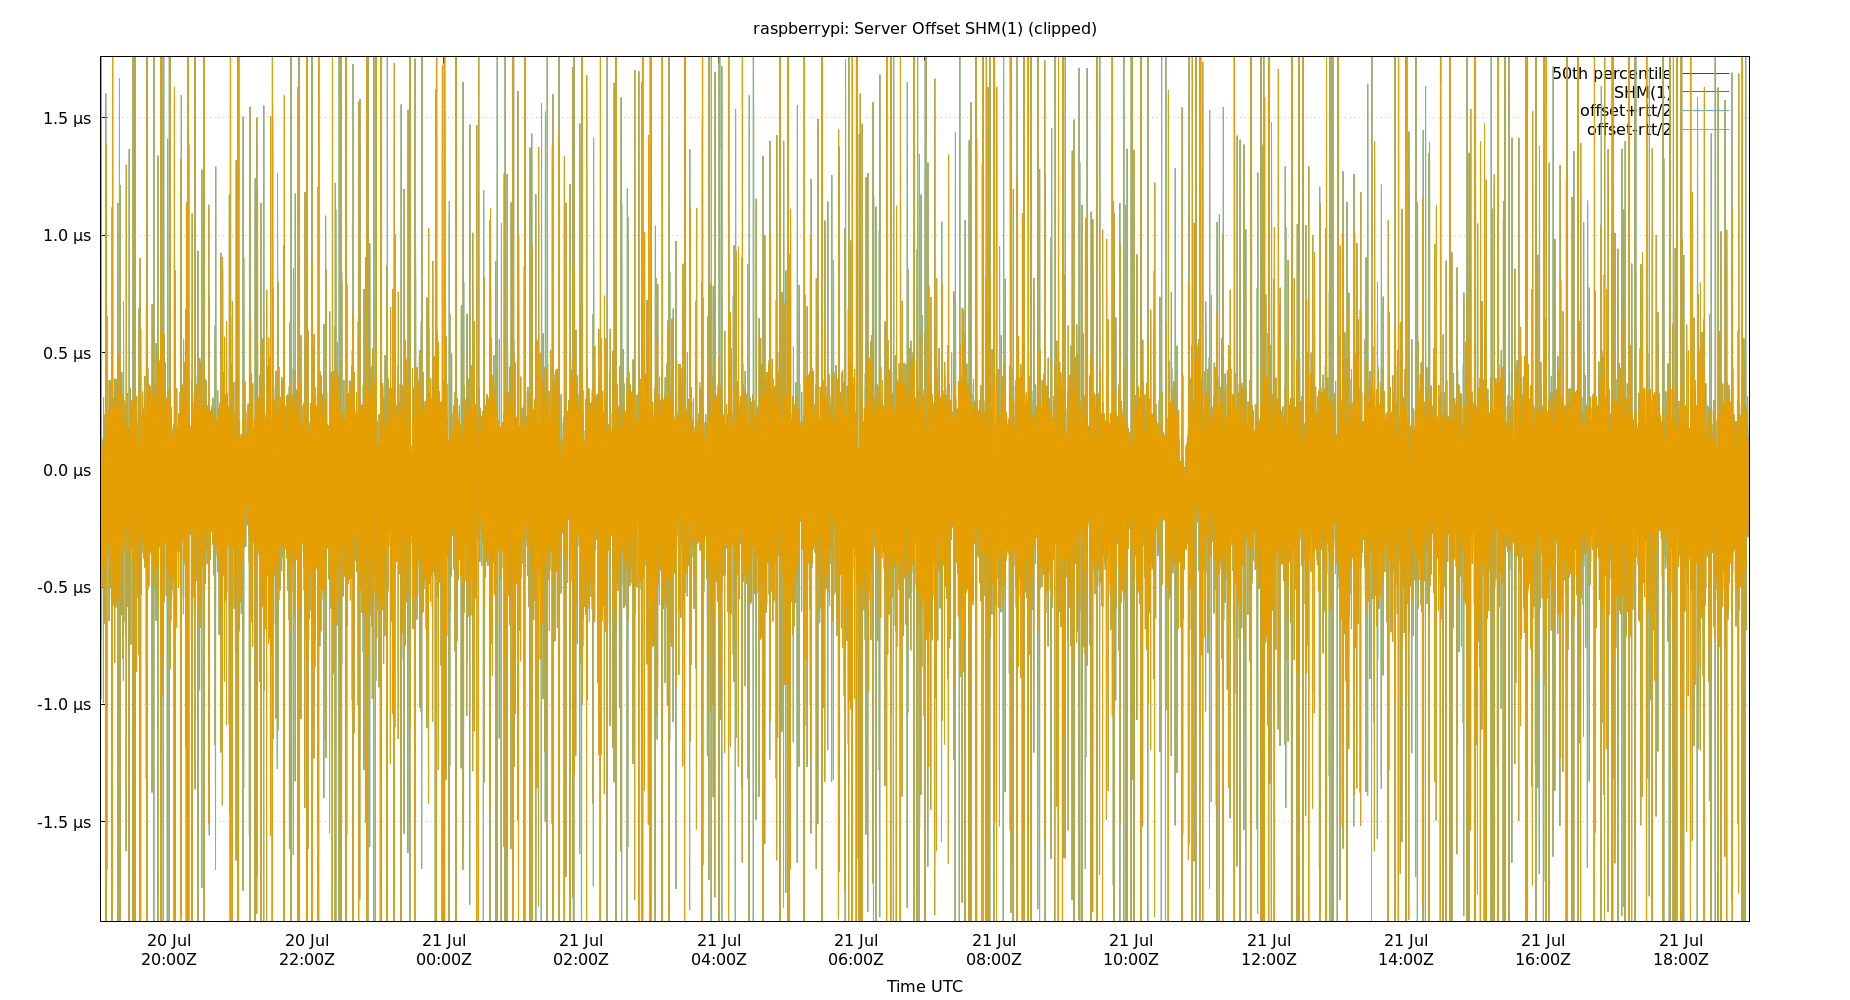 raspberrypi: Server Offset SHM(1) (clipped)
50th percentile
SHM(1)
offset+rtt/2
offset-rtt/2
1.5 µs
1.0 µs
0.5 µs
0.0 µs
-0.5 µs
-1.0 µs
-1.5 µs
20 Jul 20 Jul 21 Jul 21 Jul 21 Jul 21 Jul 21 Jul 21 Jul 21 Jul 21 Jul 21 Jul 21 Jul
20:00Z 22:00Z 00:00Z 02:00Z 04:00Z 06:00Z 08:00Z 10:00Z 12:00Z 14:00Z 16:00Z 18:00Z
Time UTC